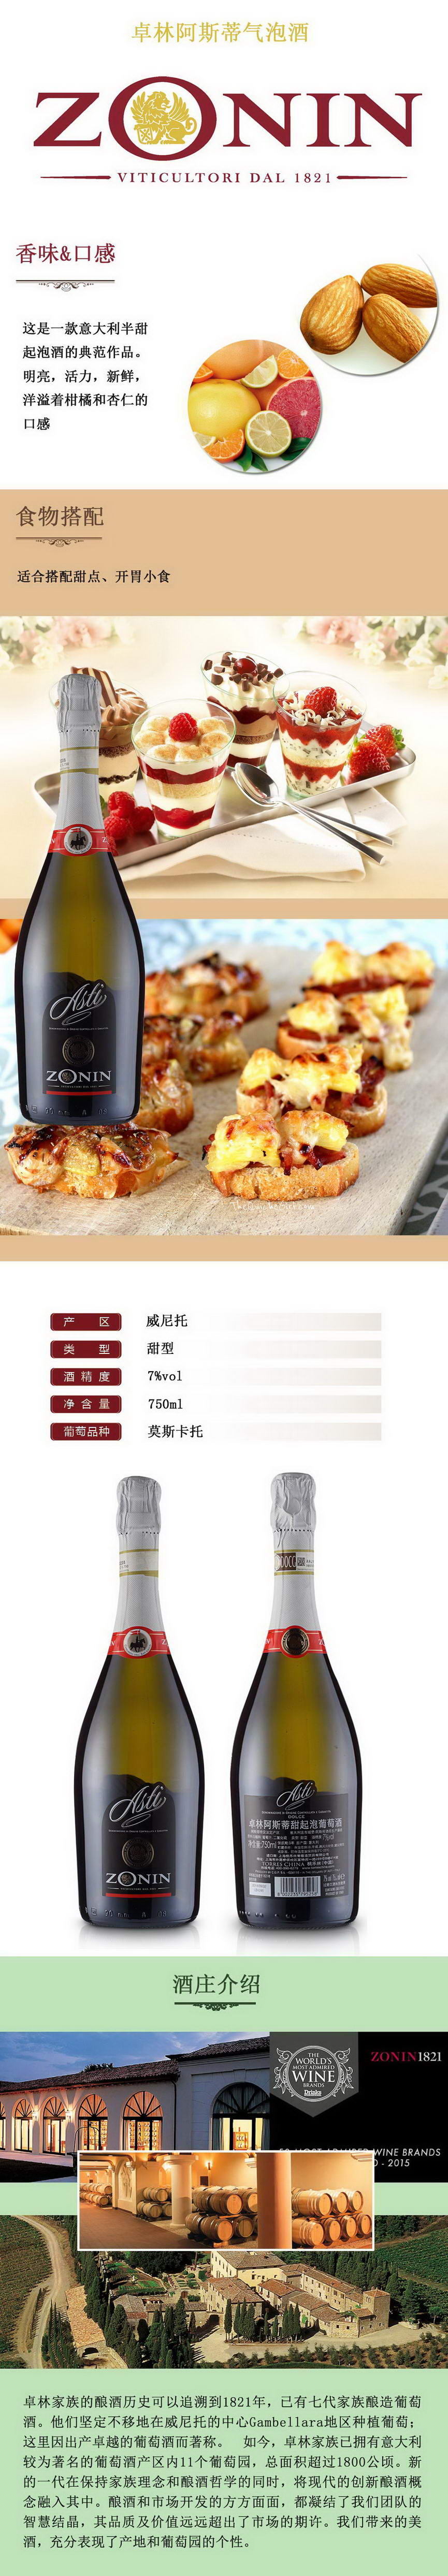 卓林阿斯蒂气泡酒
ZONIN
VITICULTORI DAL 1821
香味&口感
这是一款意大利半甜
起泡酒的典范作品。
明亮，活力，新鲜，
洋溢着柑橘和杏仁的
口感
食物搭配
适合搭配甜点、开胃小食
Asti
ZONIN
产 区 威尼托
类 型 甜型
酒 精 度 7%vol
净 含 量 750ml
葡萄品种 莫斯卡托
Asti
ZONIN
DOCG
Asti
DOLCE
卓林阿斯蒂甜起泡葡萄酒
净含量:750ml
TORRES CHINA
酒庄介绍
THE
WORLD'S
MOST ADMIRED
WINE
BRANDS
Drinks
ZONIN1821
50 MOST ADMIRED WINE BRANDS
- 2015
卓林家族的酿酒历史可以追溯到1821年，已有七代家族酿造葡萄
酒。他们坚定不移地在威尼托的中心Gambellara地区种植葡萄；
这里因出产卓越的葡萄酒而著称。 如今，卓林家族已拥有意大利
较为著名的葡萄酒产区内11个葡萄园，总面积超过1800公顷。新
的一代在保持家族理念和酿酒哲学的同时，将现代的创新酿酒概
念融入其中。酿酒和市场开发的方方面面，都凝结了我们团队的
智慧结晶，其品质及价值远远超出了市场的期许。我们带来的美
酒，充分表现了产地和葡萄园的个性。